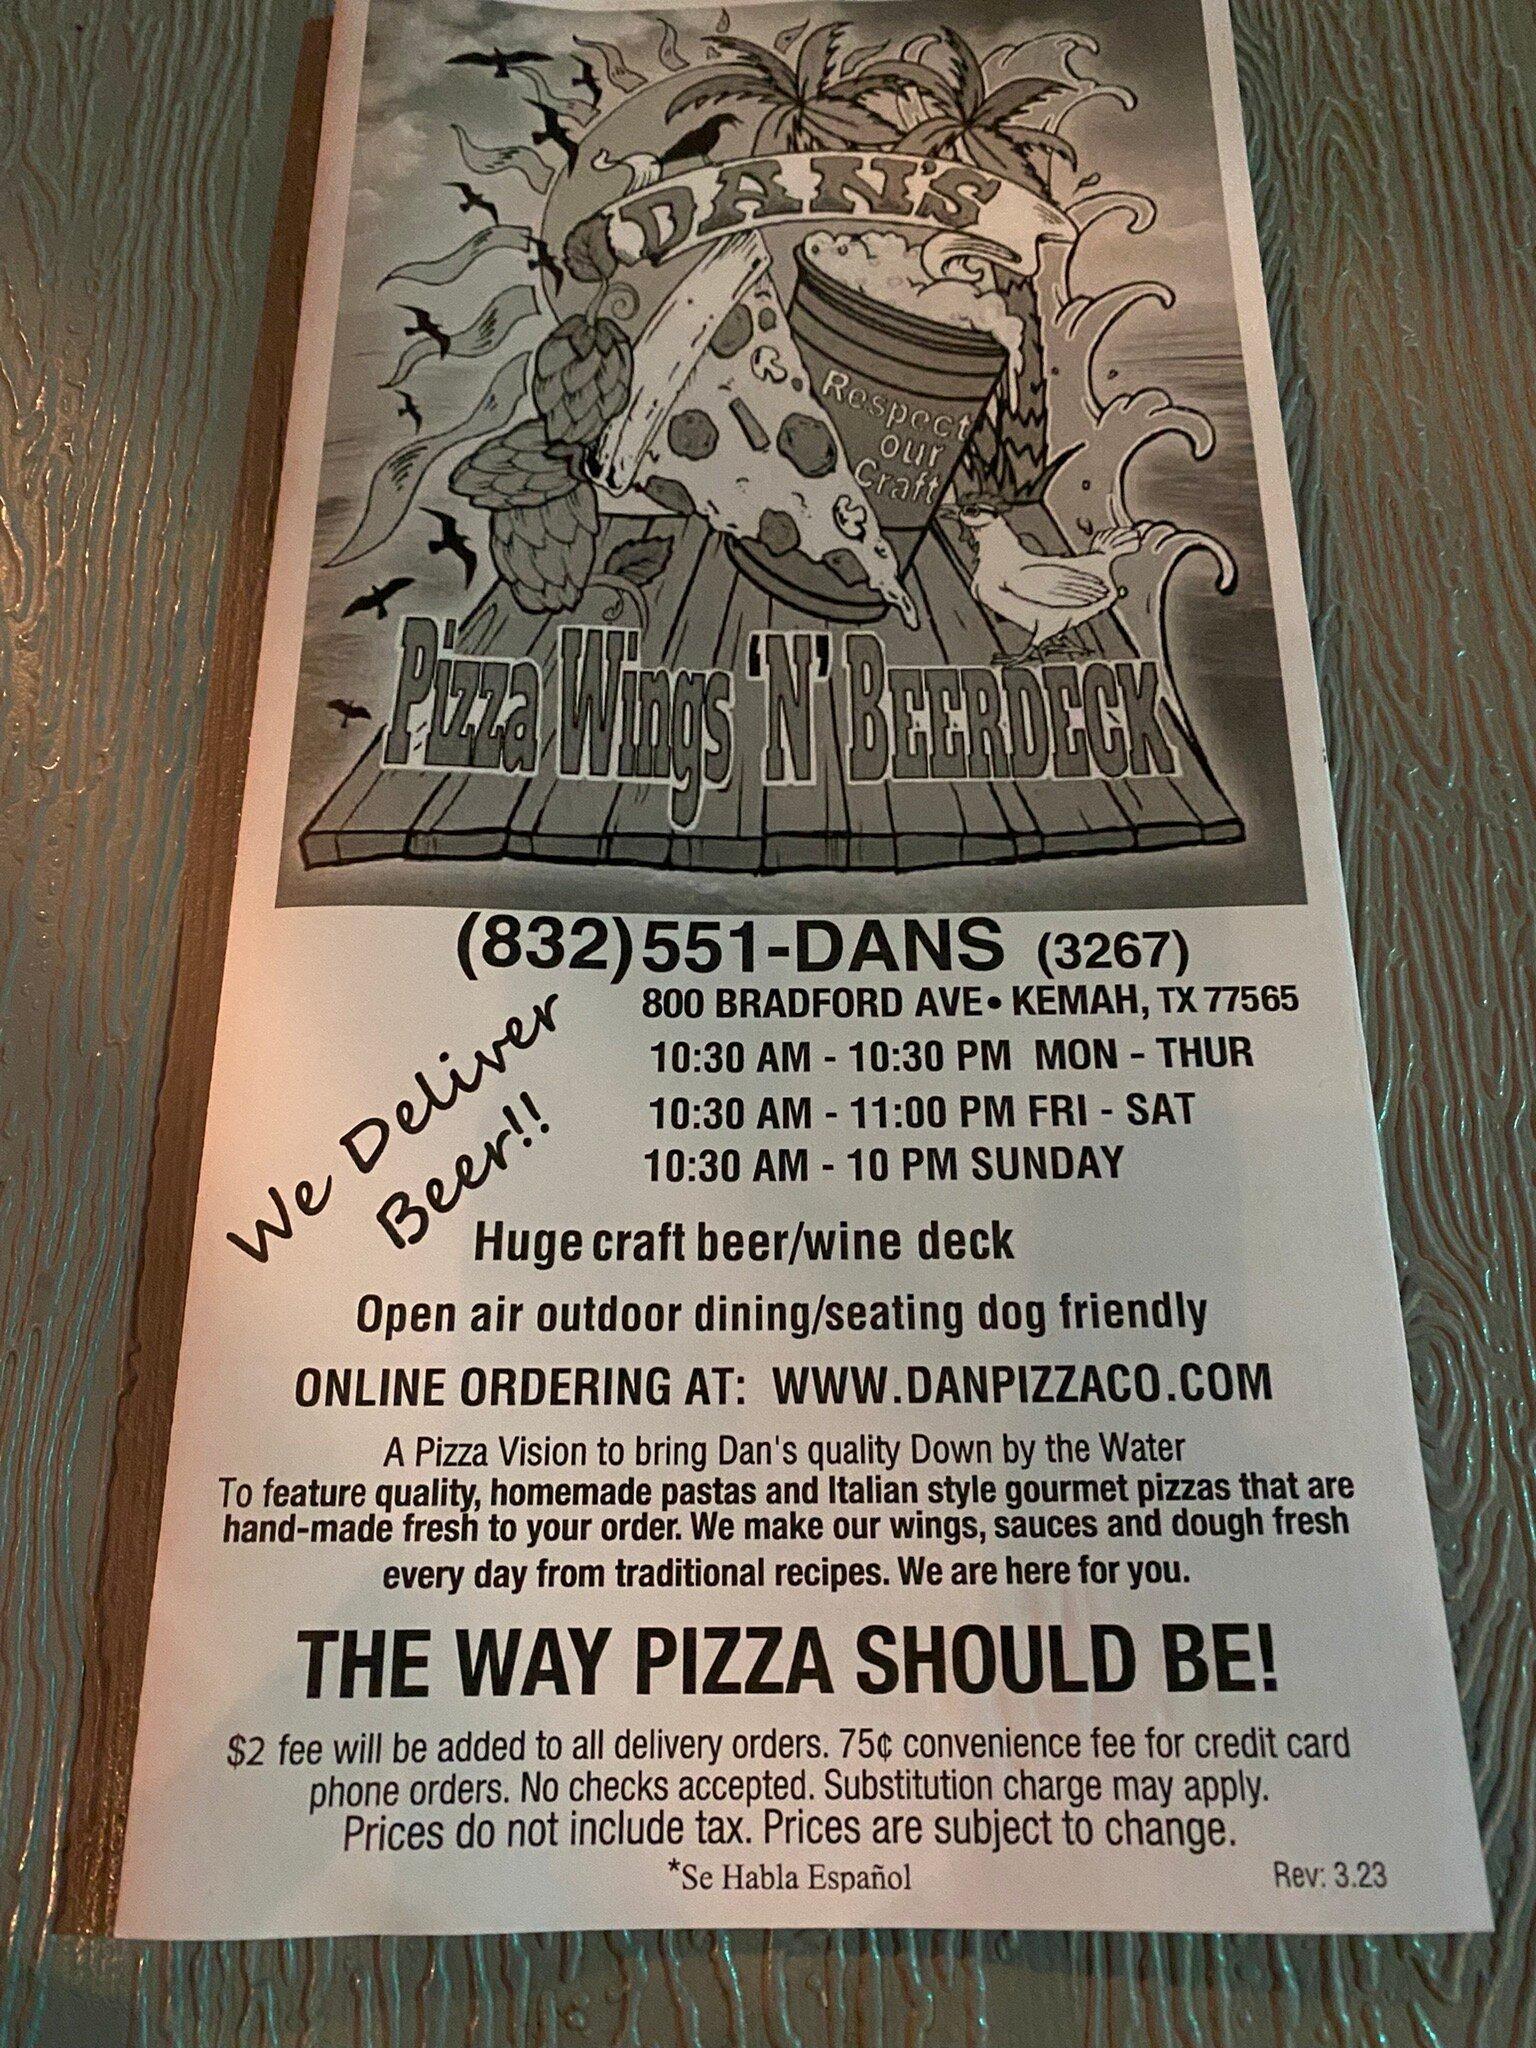 DAN'S
Respect
our
Craft
Pizza Wings 'N' BEERDECK
(832)551-DANS (3267)
800 BRADFORD AVE• KEMAH, TX 77565
10:30 AM - 10:30 PM MON - THUR
10:30 AM - 11:00 PM FRI - SAT
10:30 AM - 10 PM SUNDAY
We Deliver
Beer!!
Huge craft beer/wine deck
Open air outdoor dining/seating dog friendly
ONLINE ORDERING AT: WWW.DANPIZZACO.COM
A Pizza Vision to bring Dan's quality Down by the Water
To feature quality, homemade pastas and Italian style gourmet pizzas that are
hand-made fresh to your order. We make our wings, sauces and dough fresh
every day from traditional recipes. We are here for you.
THE WAY PIZZA SHOULD BE!
$2 fee will be added to all delivery orders. 75¢ convenience fee for credit card
phone orders. No checks accepted. Substitution charge may apply.
Prices do not include tax. Prices are subject to change.
*Se Habla Español
Rev: 3.23